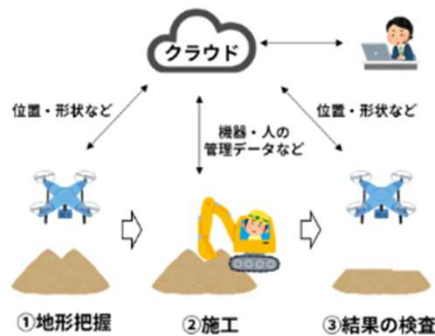 クラウド
位置・形状など
機器・人の
管理データなど
位置・形状など
①地形把握
②施工
③結果の検査